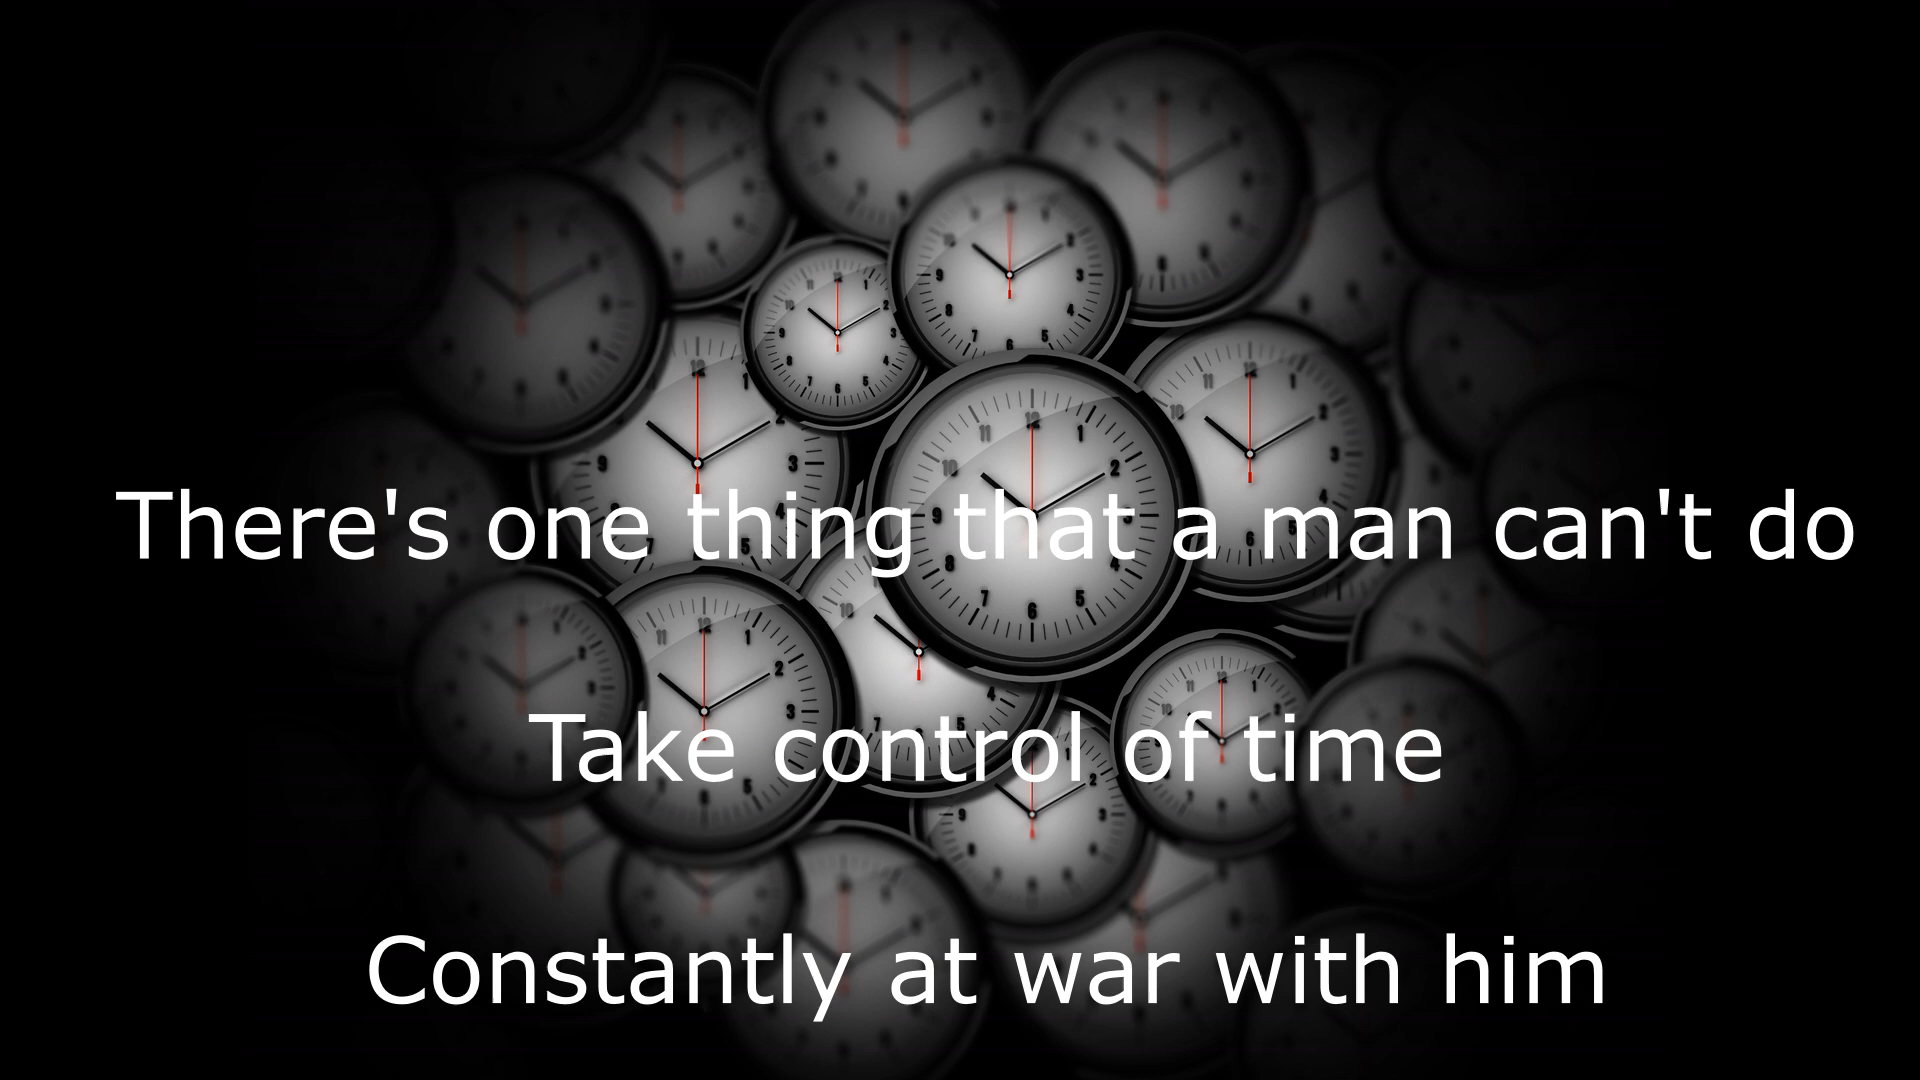 There's one thing that a man can't do
Take control of time
Constantly at war with him